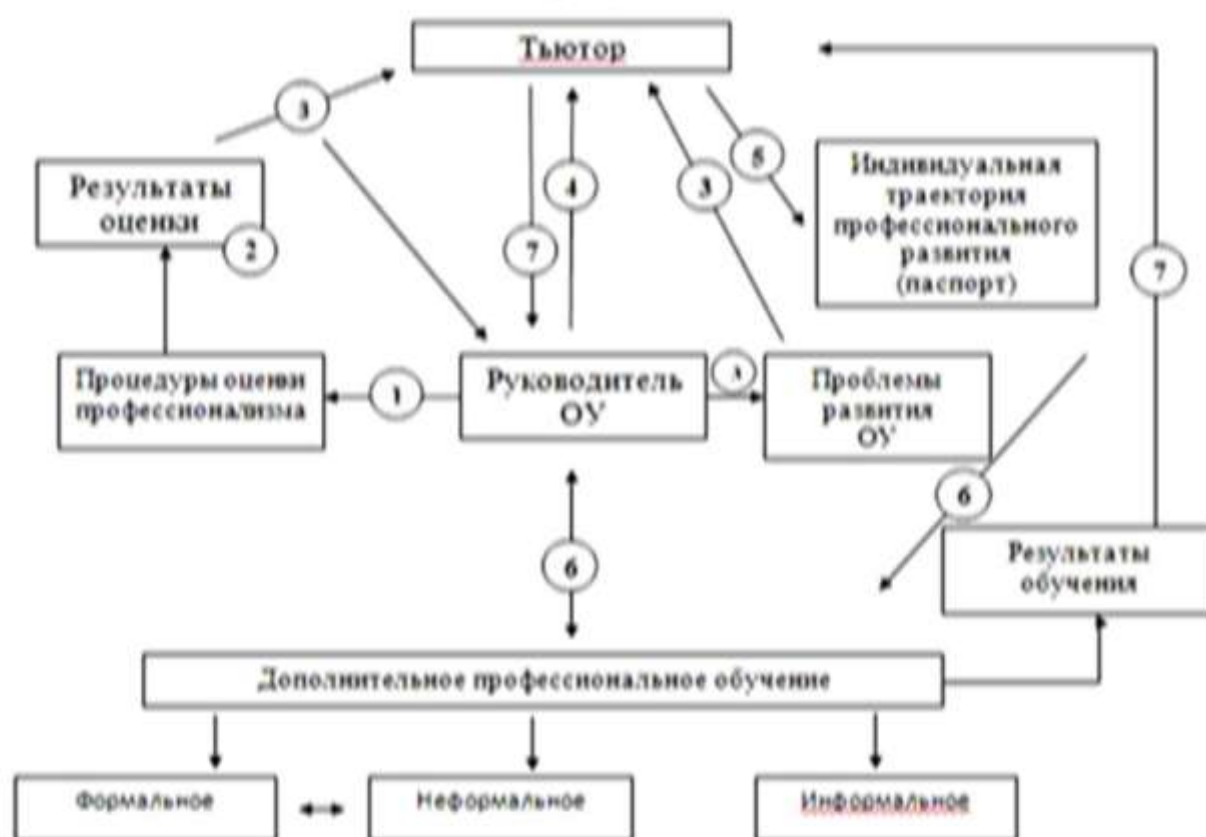 Тьютор
3
Результаты
оценки
2
7
4
3
5
Индивидуальная
траектория
профессионального
развития
(паспорт)
7
Процедуры оценки
профессионализма
1
Руководитель
ОУ
3
Проблемы
развития
ОУ
6
6
Результаты
обучения
Дополнительное профессиональное обучение
Формальное
Неформальное
Информальное